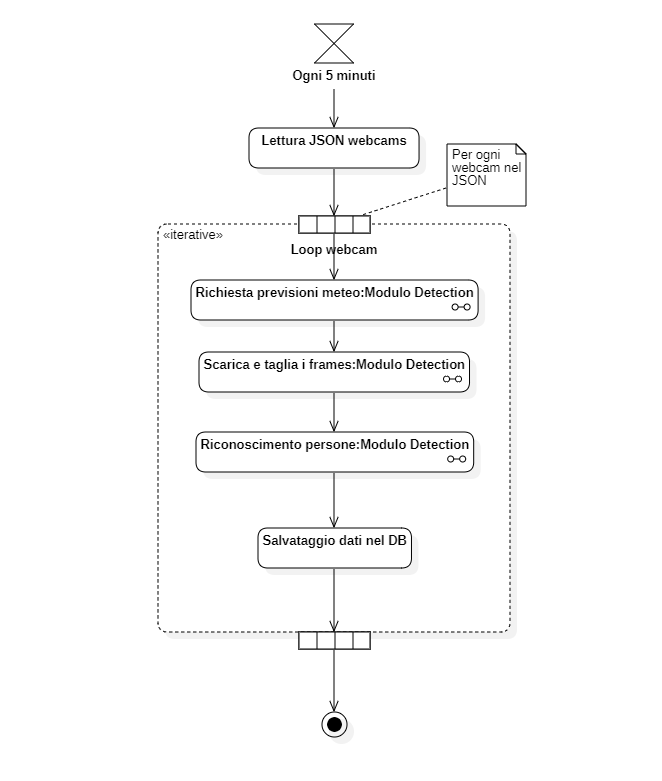 Ogni 5 minuti
Lettura JSON webcams
Per ogni
webcam nel
JSON
«iterative»
Loop webcam
Richiesta previsioni meteo:Modulo Detection
Scarica e taglia i frames:Modulo Detection
Riconoscimento persone:Modulo Detection
Salvataggio dati nel DB